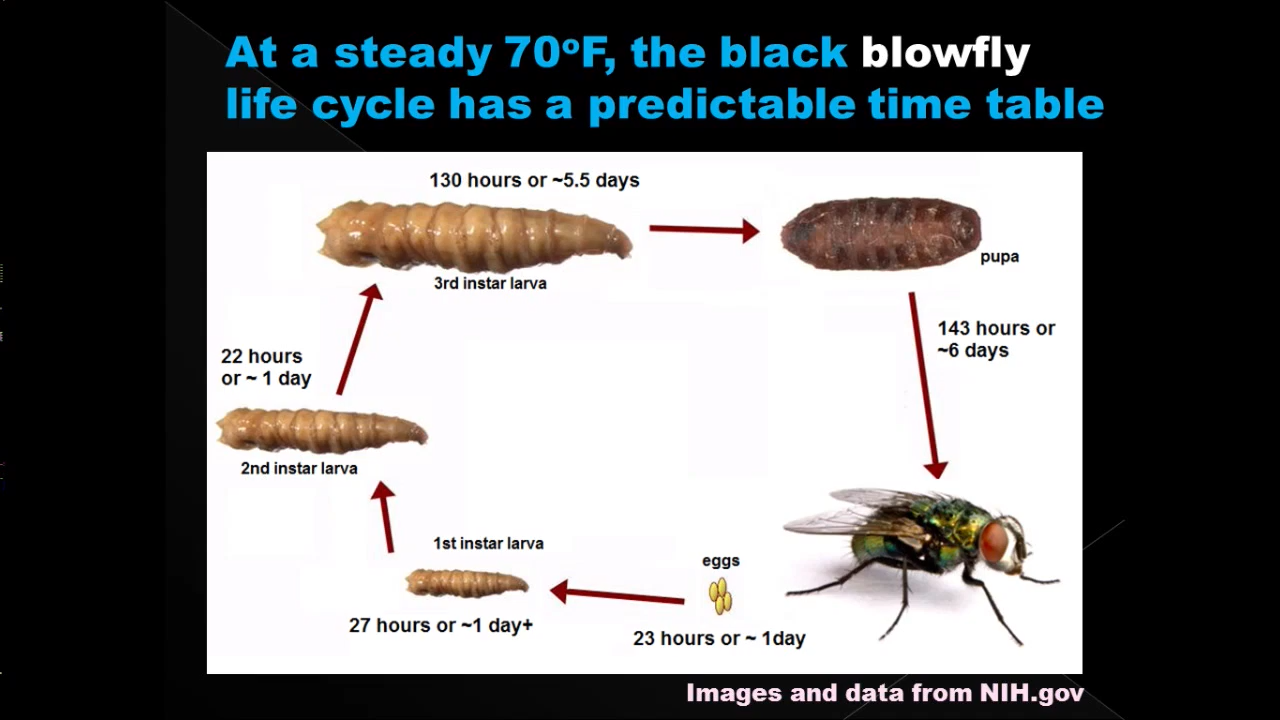 At a steady 70ºF, the black blowfly
life cycle has a predictable time table
130 hours or ~5.5 days
3rd instar larva
pupa
143 hours or
~6 days
22 hours
or ~ 1 day
2nd instar larva
1st instar larva
27 hours or ~1 day+
eggs
23 hours or ~ 1day
Images and data from NIH.gov